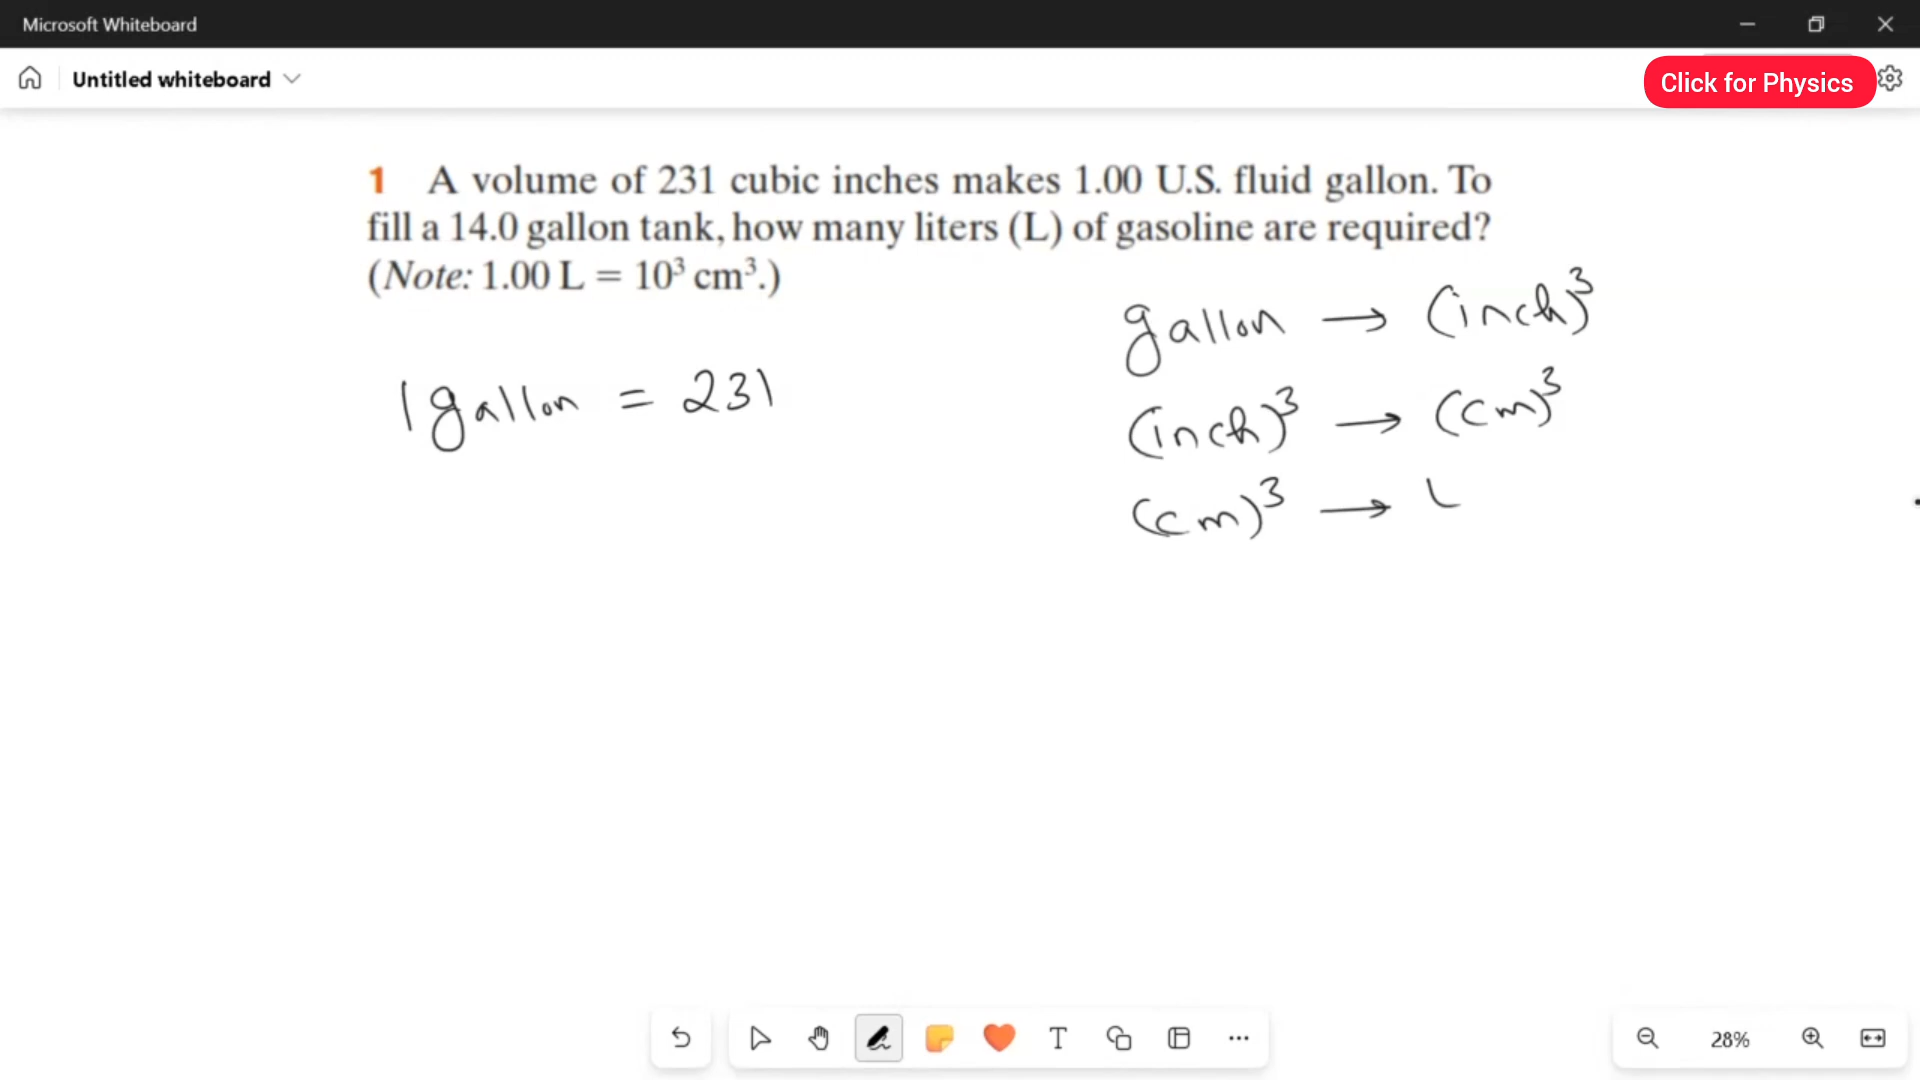 Microsoft Whiteboard
Untitled whiteboard
Click for Physics
1 A volume of 231 cubic inches makes 1.00 U.S. fluid gallon. To
fill a 14.0 gallon tank, how many liters (L) of gasoline are required?
(Note: 1.00 L = 10³ cm³.)
gallon → (inch)³
1 gallon = 231
(inch)³ → (cm)³
(cm)³ → L
28%